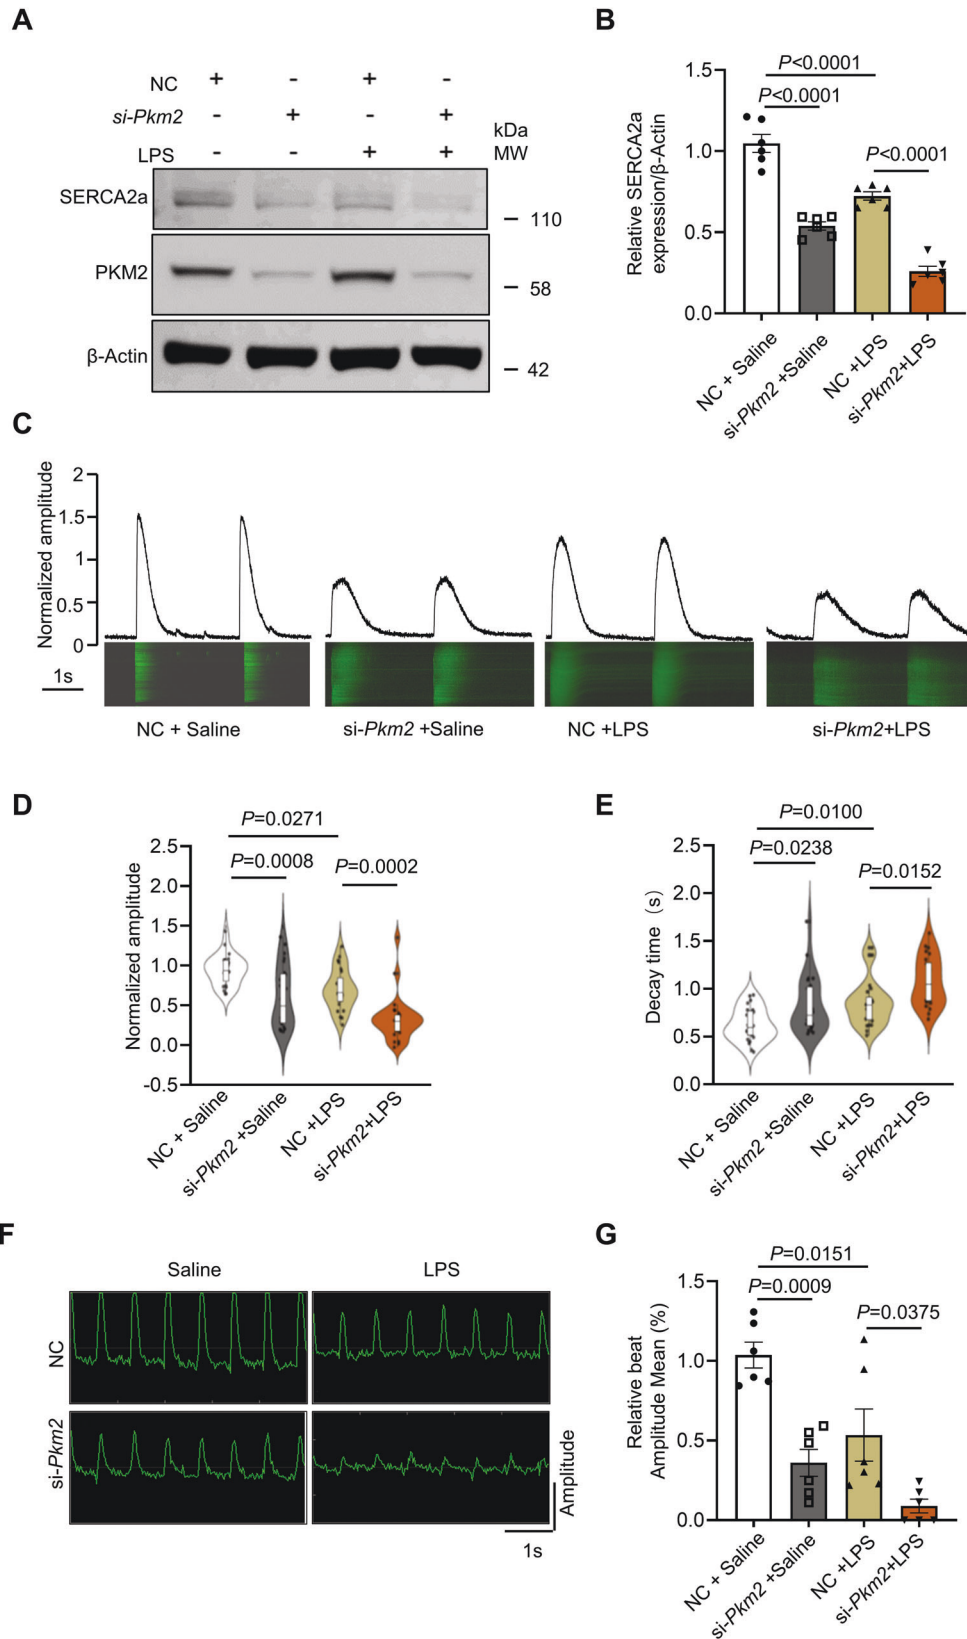 A
NC + - + -
si-Pkm2 - + - +
LPS - - + +
kDa
MW
SERCA2a
110
PKM2
58
β-Actin
42
B
Relative SERCA2a
expression/β-Actin
1.5
1.0
0.5
0.0
P<0.0001
P<0.0001
P<0.0001
NC + Saline
si-Pkm2 +Saline
NC +LPS
si-Pkm2+LPS
C
Normalized amplitude
2
1.5
1
0.5
0
1s
NC + Saline
si-Pkm2 +Saline
NC +LPS
si-Pkm2+LPS
D
Normalized amplitude
2.5
2.0
1.5
1.0
0.5
0.0
-0.5
P=0.0271
P=0.0008
P=0.0002
NC + Saline
si-Pkm2 +Saline
NC +LPS
si-Pkm2+LPS
E
Decay time (s)
2.5
2.0
1.5
1.0
0.5
0.0
P=0.0100
P=0.0238
P=0.0152
NC + Saline
si-Pkm2 +Saline
NC +LPS
si-Pkm2+LPS
F
Saline
LPS
NC
si-Pkm2
Amplitude
1s
G
Relative beat
Amplitude Mean (%)
1.5
1.0
0.5
0.0
P=0.0151
P=0.0009
P=0.0375
NC + Saline
si-Pkm2 +Saline
NC +LPS
si-Pkm2+LPS